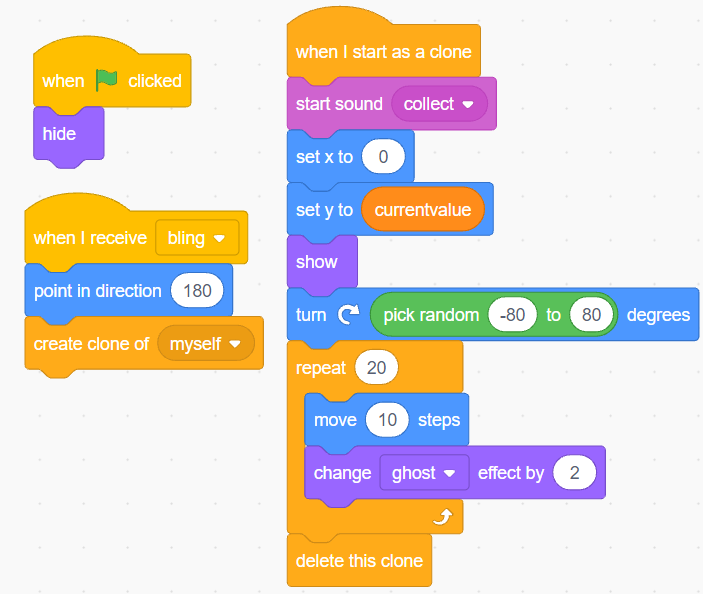 when clicked
hide
when I receive bling
point in direction 180
create clone of myself
when I start as a clone
start sound collect
set x to 0
set y to currentvalue
show
turn pick random -80 to 80 degrees
repeat 20
move 10 steps
change ghost effect by 2
delete this clone